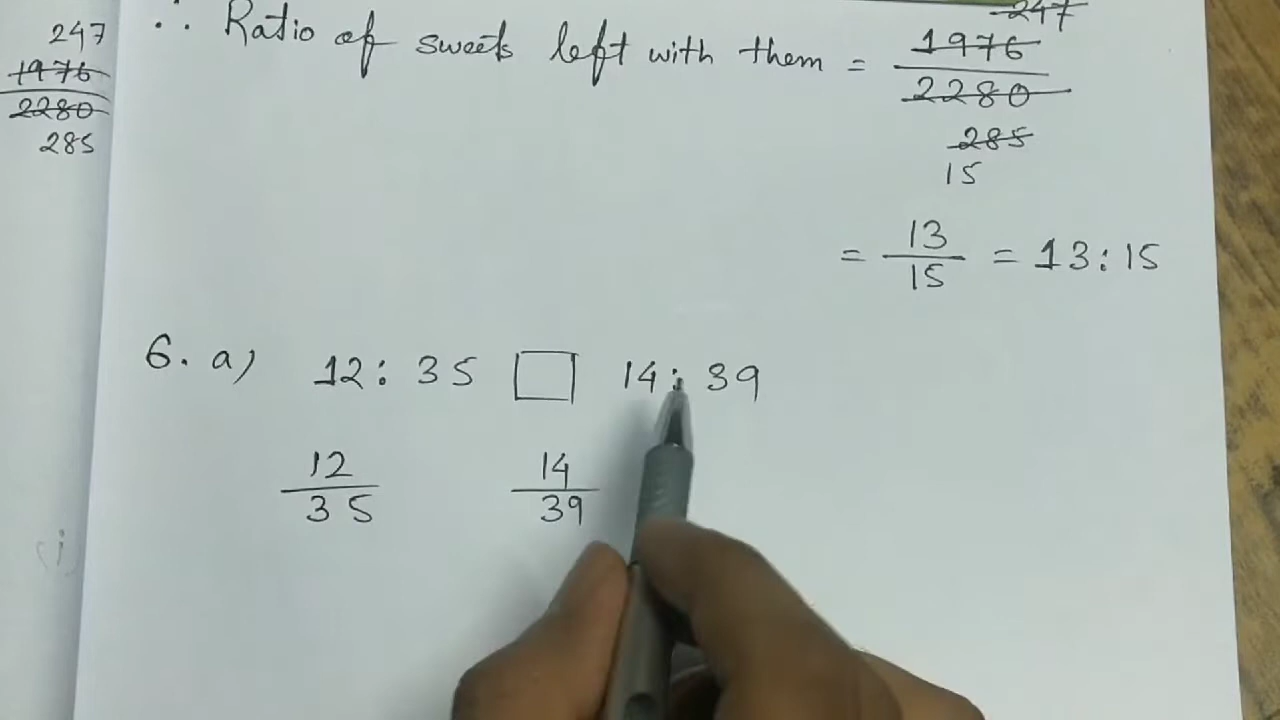 247
1976
2280
285
∴ Ratio of sweets left with them = 1976/2280
247
285
15
= 13/15 = 13:15
6. a) 12:35 □ 14:39
12/35 14/39
(i)